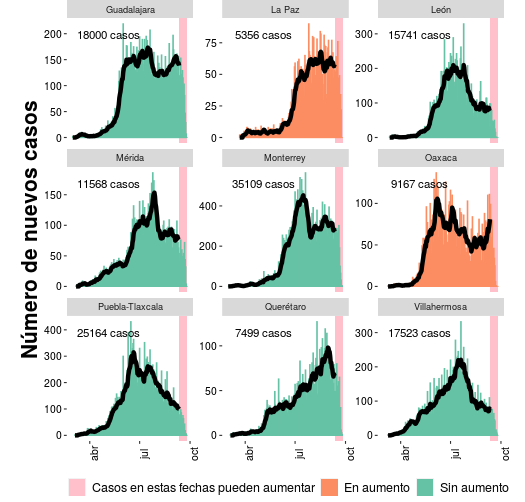 Número de nuevos casos
Guadalajara
18000 casos
200
150
100
50
0
La Paz
5356 casos
75
50
25
0
León
15741 casos
300
200
100
0
Mérida
11568 casos
150
100
50
0
Monterrey
35109 casos
400
200
0
Oaxaca
9167 casos
100
50
0
Puebla-Tlaxcala
25164 casos
400
300
200
100
0
Querétaro
7499 casos
100
50
0
Villahermosa
17523 casos
300
200
100
0
abr jul oct
abr jul oct
abr jul oct
Casos en estas fechas pueden aumentar En aumento Sin aumento